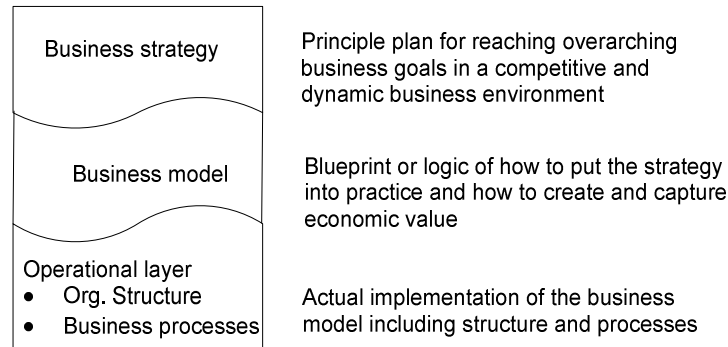 Business strategy
Principle plan for reaching overarching
business goals in a competitive and
dynamic business environment
Business model
Blueprint or logic of how to put the strategy
into practice and how to create and capture
economic value
Operational layer
• Org. Structure
• Business processes
Actual implementation of the business
model including structure and processes